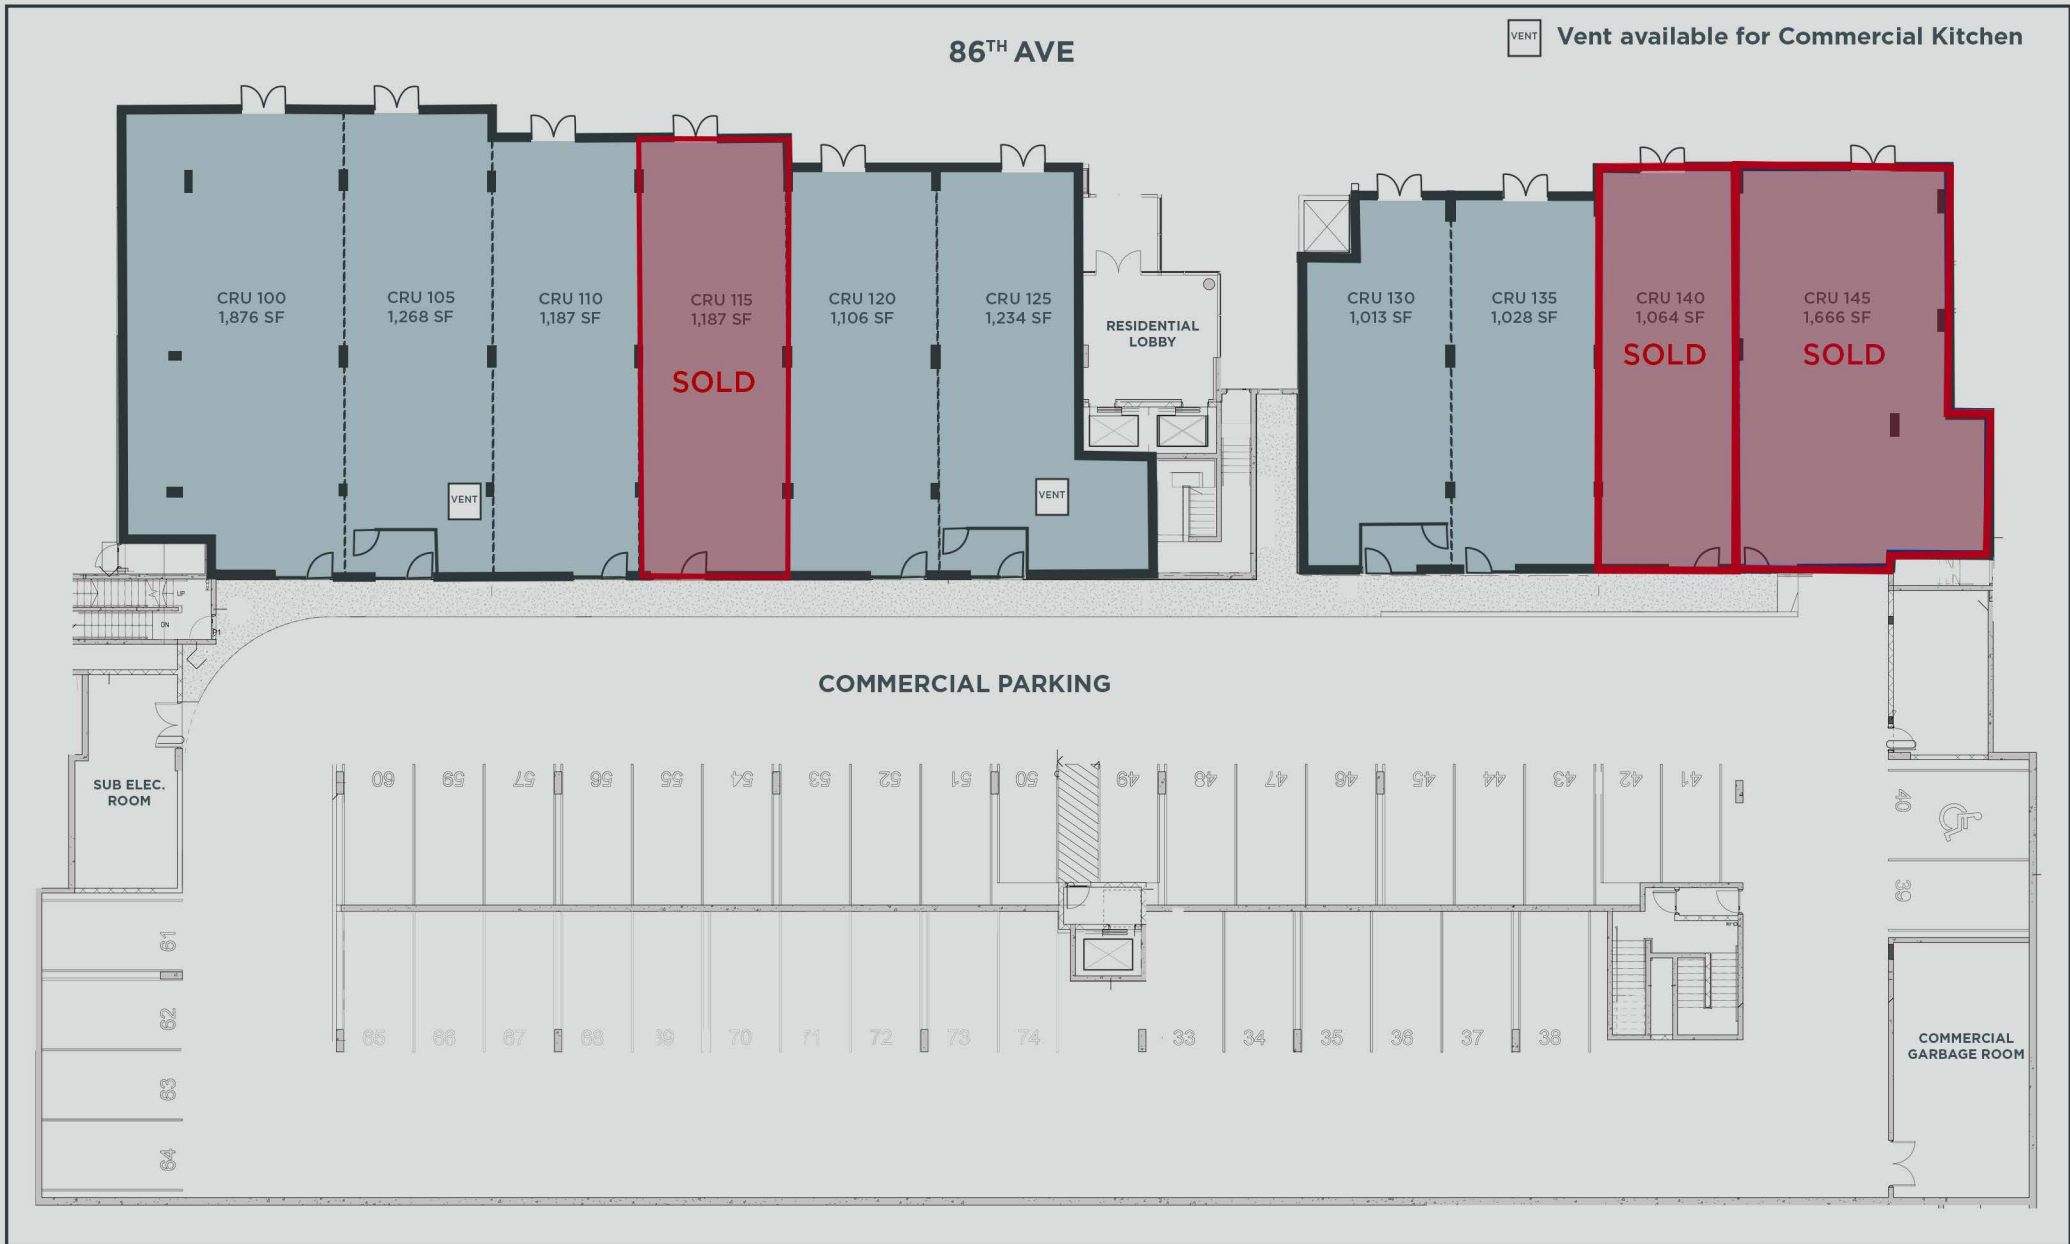 86TH AVE
VENT
Vent available for Commercial Kitchen
CRU 100
1,876 SF
CRU 105
1,268 SF
CRU 110
1,187 SF
CRU 115
1,187 SF
SOLD
CRU 120
1,106 SF
CRU 125
1,234 SF
RESIDENTIAL
LOBBY
CRU 130
1,013 SF
CRU 135
1,028 SF
CRU 140
1,064 SF
SOLD
CRU 145
1,666 SF
SOLD
VENT
VENT
UP
DN
COMMERCIAL PARKING
SUB ELEC.
ROOM
60
59
57
56
55
54
53
52
51
50
49
48
47
46
45
44
43
42
41
40
39
61
62
63
64
65
66
67
68
70
71
72
73
74
33
34
35
36
37
38
COMMERCIAL
GARBAGE ROOM